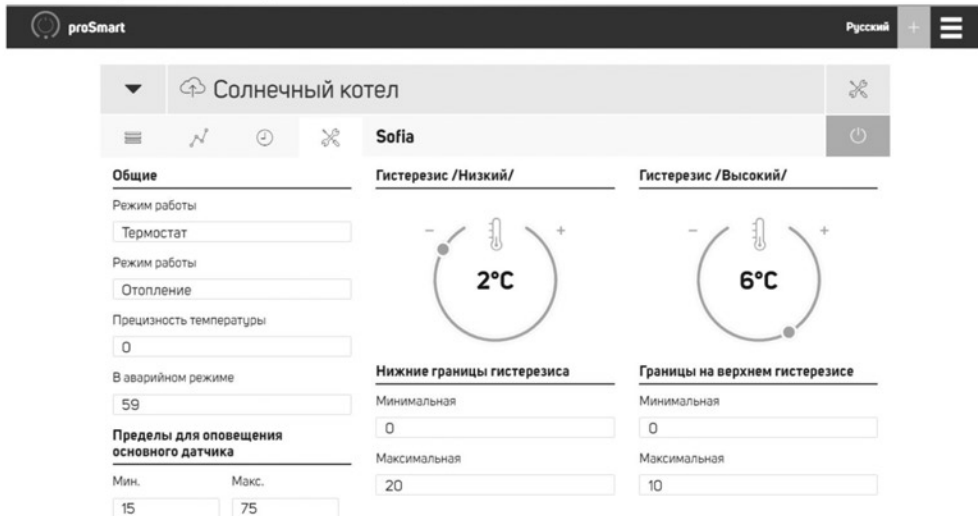 proSmart
Русский
Солнечный котел
Sofia
Общие
Режим работы
Термостат
Режим работы
Отопление
Прецизность температуры
0
В аварийном режиме
59
Пределы для оповещения
основного датчика
Мин. Макс.
15 75
Гистерезис /Низкий/
- +
2°C
Нижние границы гистерезиса
Минимальная
0
Максимальная
20
Гистерезис /Высокий/
- +
6°C
Границы на верхнем гистерезисе
Минимальная
0
Максимальная
10